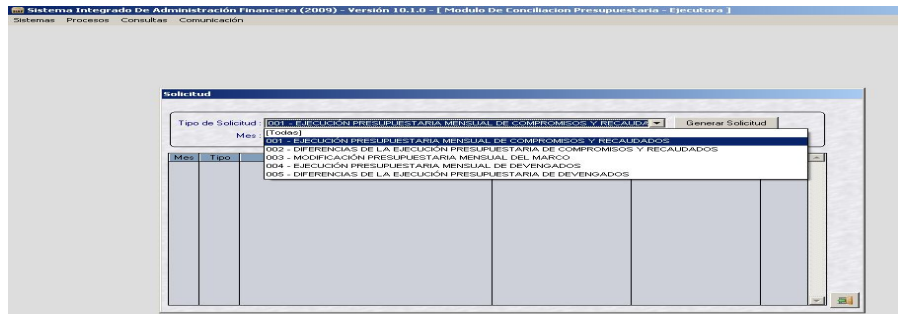 Sistema Integrado De Administración Financiera (2009) - Versión 10.1.0 - [ Modulo De Conciliacion Presupuestaria - Ejecutora ]
Sistemas Procesos Consultas Comunicación
Solicitud
Tipo de Solicitud : 001 - EJECUCIÓN PRESUPUESTARIA MENSUAL DE COMPROMISOS Y RECAUDA Generar Solicitud
Mes : [Todas]
001 - EJECUCIÓN PRESUPUESTARIA MENSUAL DE COMPROMISOS Y RECAUDADOS
002 - DIFERENCIAS DE LA EJECUCIÓN PRESUPUESTARIA DE COMPROMISOS Y RECAUDADOS
003 - MODIFICACIÓN PRESUPUESTARIA MENSUAL DEL MARCO
004 - EJECUCIÓN PRESUPUESTARIA MENSUAL DE DEVENGADOS
005 - DIFERENCIAS DE LA EJECUCIÓN PRESUPUESTARIA DE DEVENGADOS
Mes Tipo